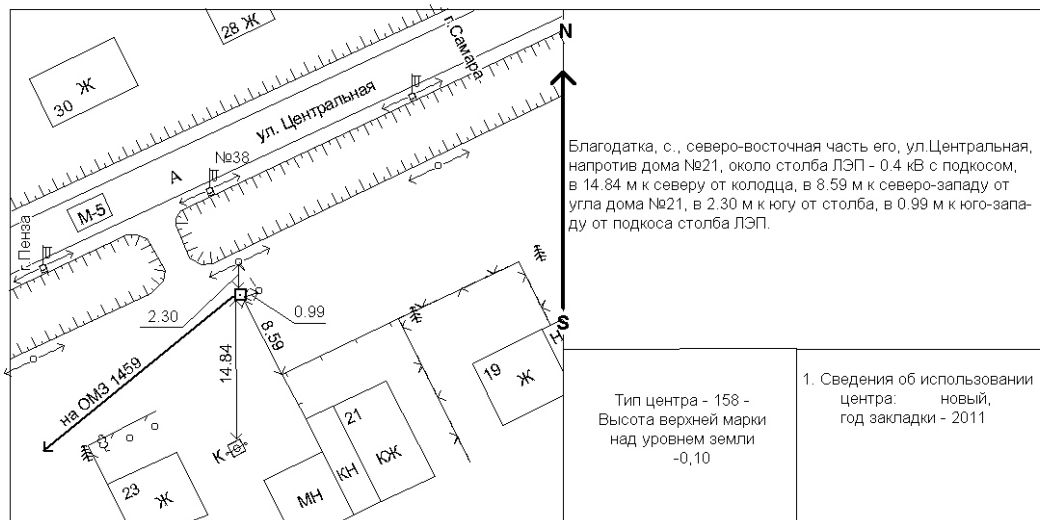 28 Ж
г.Самара
N
30 Ж
ул. Центральная
№38
А
М-5
г.Пенза
Благодатка, с., северо-восточная часть его, ул.Центральная,
напротив дома №21, около столба ЛЭП - 0.4 кВ с подкосом,
в 14.84 м к северу от колодца, в 8.59 м к северо-западу от
угла дома №21, в 2.30 м к югу от столба, в 0.99 м к юго-запа-
ду от подкоса столба ЛЭП.
2.30
0.99
8.59
14.84
S
Н
19 Ж
на ОМЗ 1459
21
К
КН
КЖ
МН
23 Ж
Тип центра - 158 -
Высота верхней марки
над уровнем земли
-0,10
1. Сведения об использовании
центра: новый,
год закладки - 2011